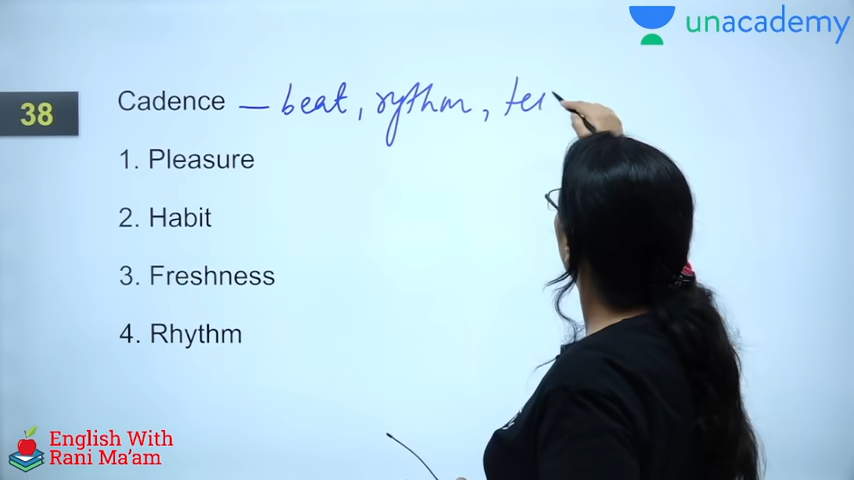 unacademy
38
Cadence — beat, rythm,
1. Pleasure
2. Habit
3. Freshness
4. Rhythm
English With
Rani Ma'am